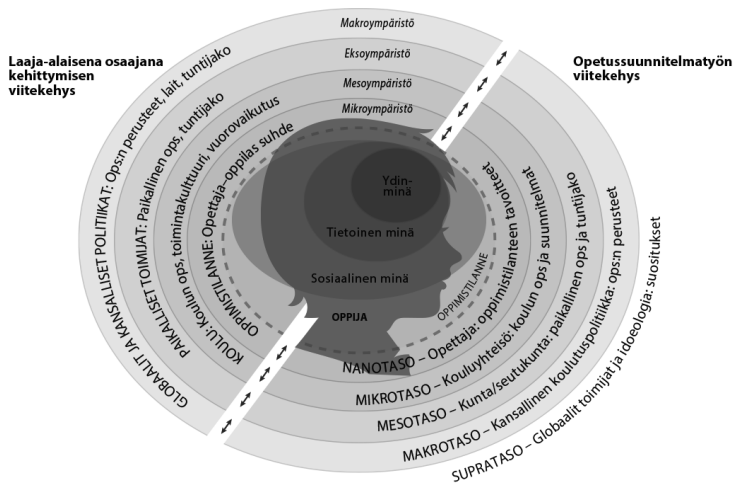 Laaja-alaisena osaajana
kehittymisen
viitekehys
Opetussuunnitelmatyön
viitekehys
Makroympäristö
Eksoympäristö
Mesoympäristö
Mikroympäristö
GLOBAALIT JA KANSALLISET POLITIIKAT: Ops:n perusteet, lait, tuntijako
PAIKALLISET TOIMIJAT: Paikallinen ops, tuntijako
KOULU: Koulun ops, toimintakulttuuri, vuorovaikutus
OPPIMISTILANNE: Opettaja-oppilas suhde
Ydin-
minä
Tietoinen minä
Sosiaalinen minä
OPPIJA
OPPIMISTILANNE
NANOTASO – Opettaja: oppimistilanteen tavoitteet
MIKROTASO – Kouluyhteisö: koulun ops ja suunnitelmat
MESOTASO – Kunta/seutukunta: paikallinen ops ja tuntijako
MAKROTASO – Kansallinen koulutuspolitiikka: ops:n perusteet
SUPRATASO – Globaalit toimijat ja idoeologia: suositukset